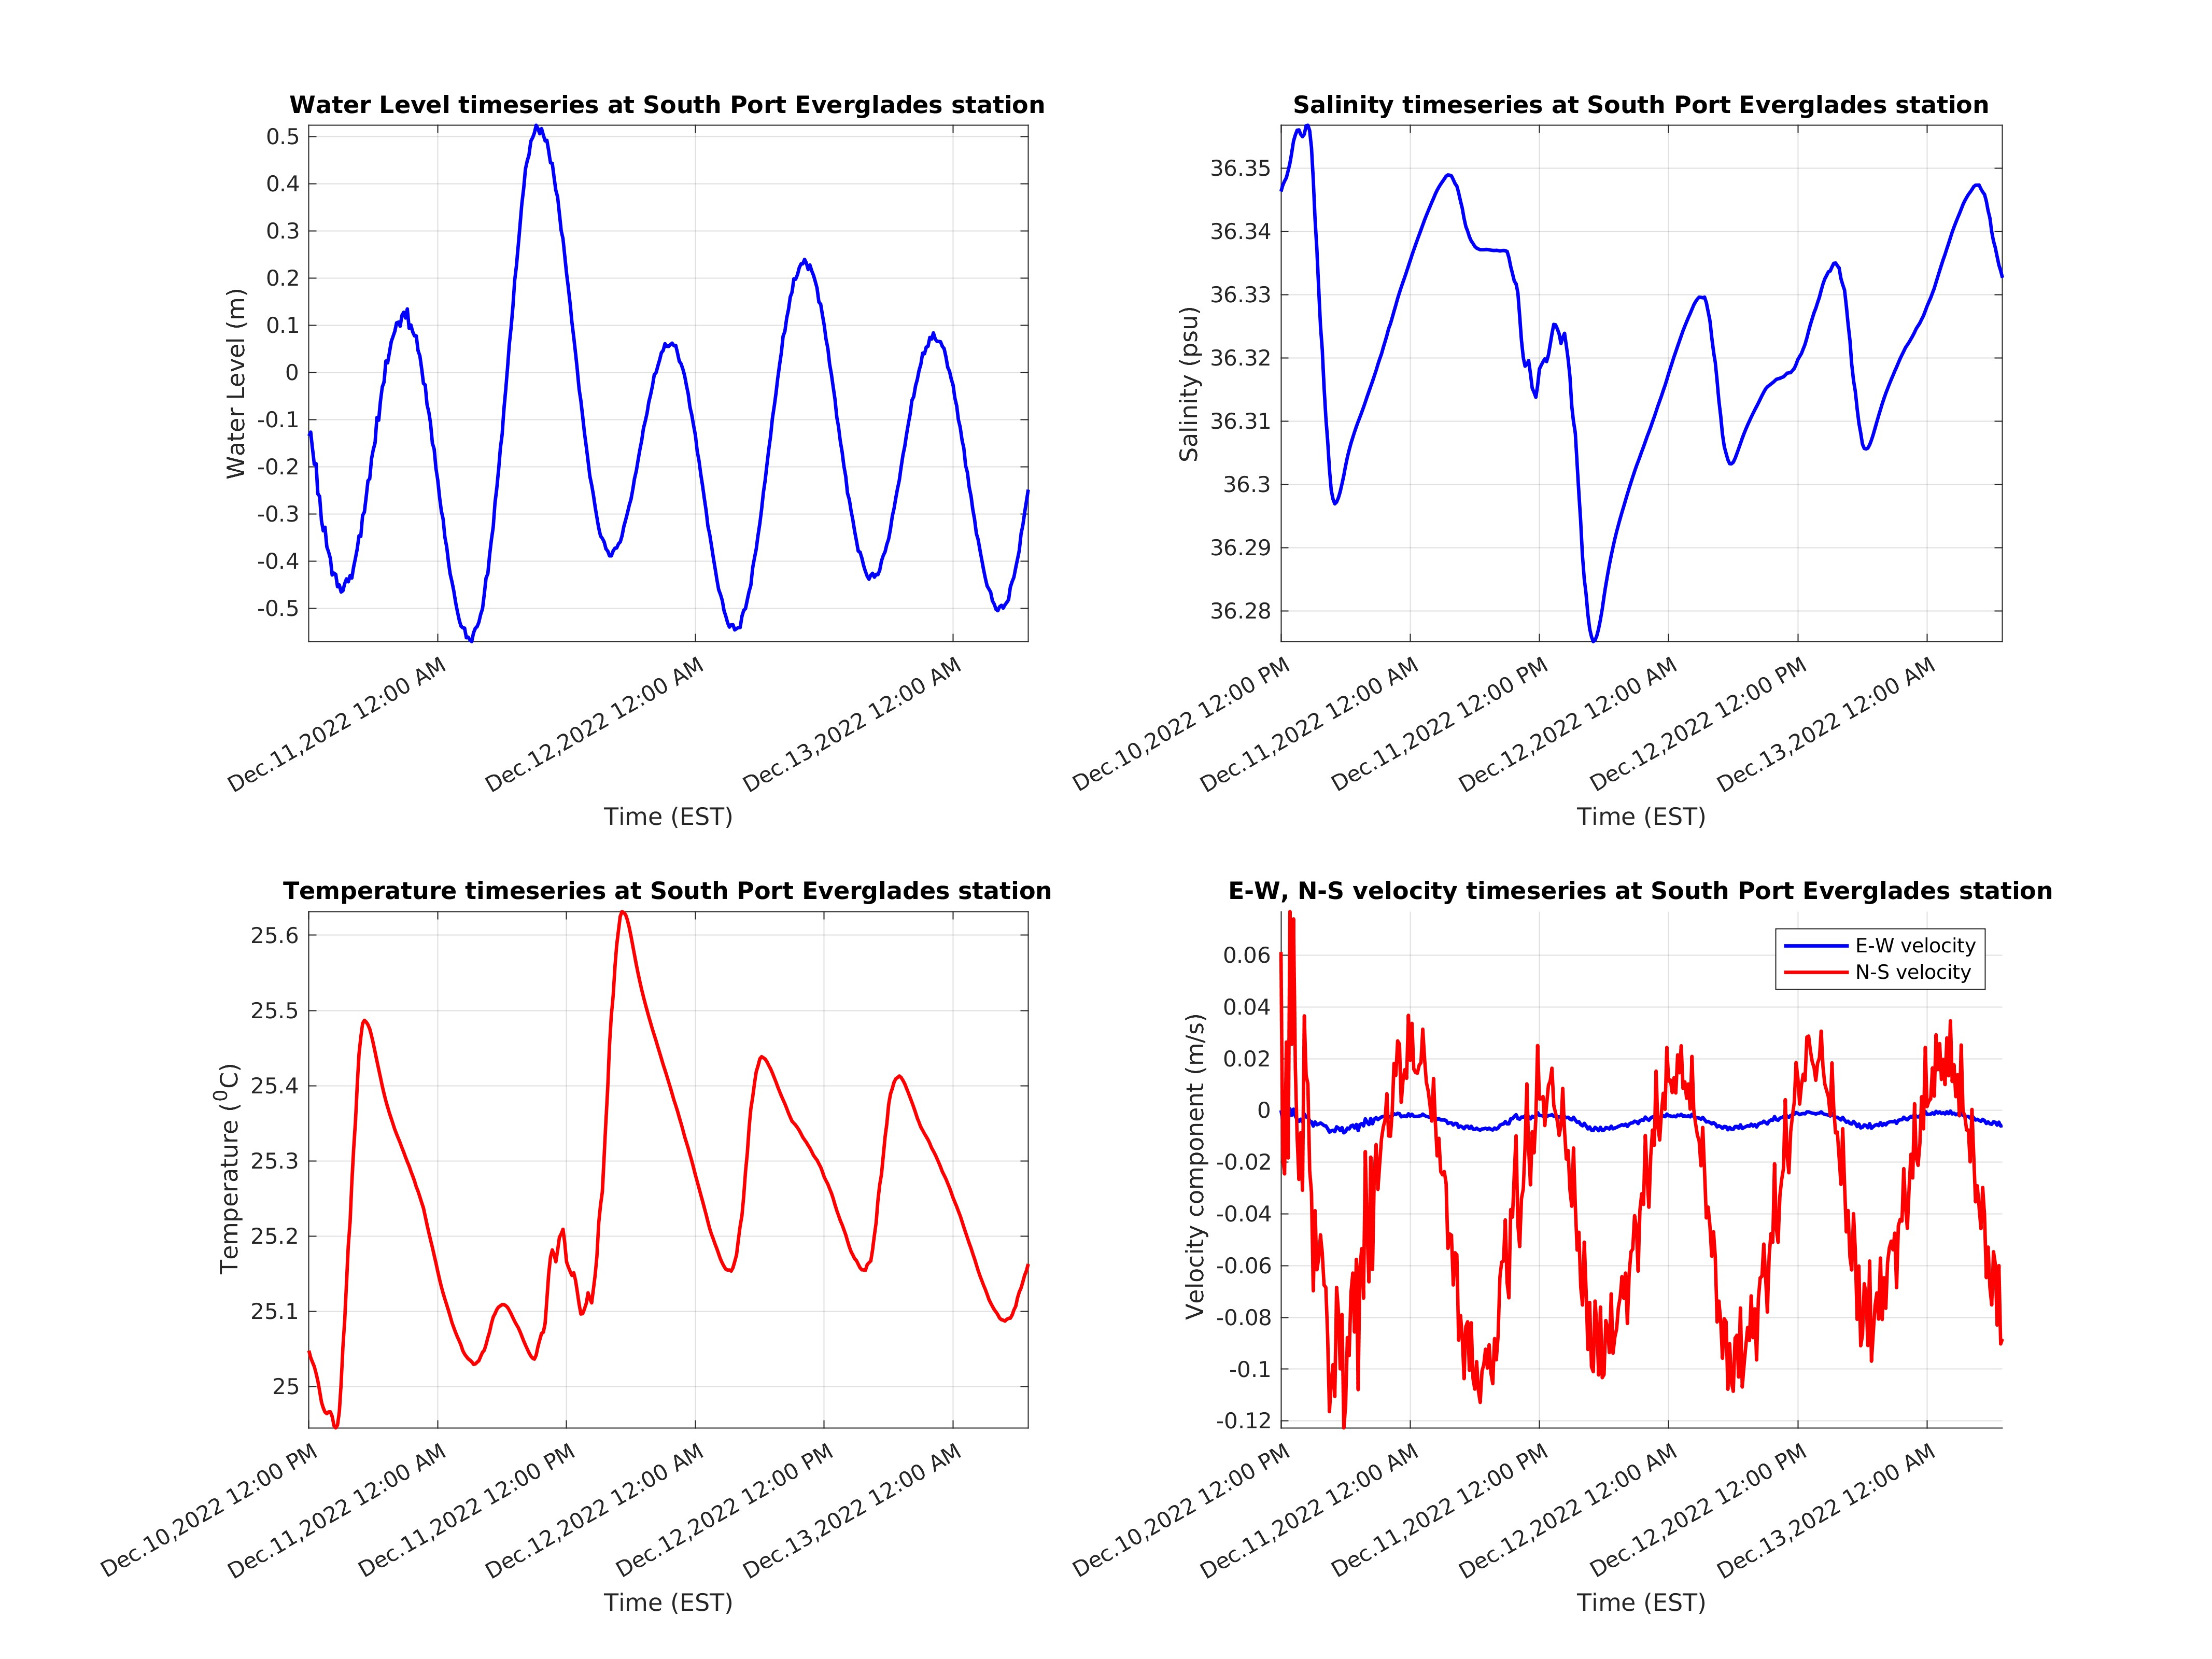 Water Level timeseries at South Port Everglades station
0.5
0.4
0.3
0.2
0.1
0
-0.1
-0.2
-0.3
-0.4
-0.5
Water Level (m)
Dec.11,2022 12:00 AM
Dec.12,2022 12:00 AM
Dec.13,2022 12:00 AM
Time (EST)
Salinity timeseries at South Port Everglades station
36.35
36.34
36.33
36.32
36.31
36.3
36.29
36.28
Salinity (psu)
Dec.10,2022 12:00 PM
Dec.11,2022 12:00 AM
Dec.11,2022 12:00 PM
Dec.12,2022 12:00 AM
Dec.12,2022 12:00 PM
Dec.13,2022 12:00 AM
Time (EST)
Temperature timeseries at South Port Everglades station
25.6
25.5
25.4
25.3
25.2
25.1
25
Temperature (⁰C)
Dec.10,2022 12:00 PM
Dec.11,2022 12:00 AM
Dec.11,2022 12:00 PM
Dec.12,2022 12:00 AM
Dec.12,2022 12:00 PM
Dec.13,2022 12:00 AM
Time (EST)
E-W, N-S velocity timeseries at South Port Everglades station
E-W velocity
N-S velocity
0.06
0.04
0.02
0
-0.02
-0.04
-0.06
-0.08
-0.1
-0.12
Velocity component (m/s)
Dec.10,2022 12:00 PM
Dec.11,2022 12:00 AM
Dec.11,2022 12:00 PM
Dec.12,2022 12:00 AM
Dec.12,2022 12:00 PM
Dec.13,2022 12:00 AM
Time (EST)